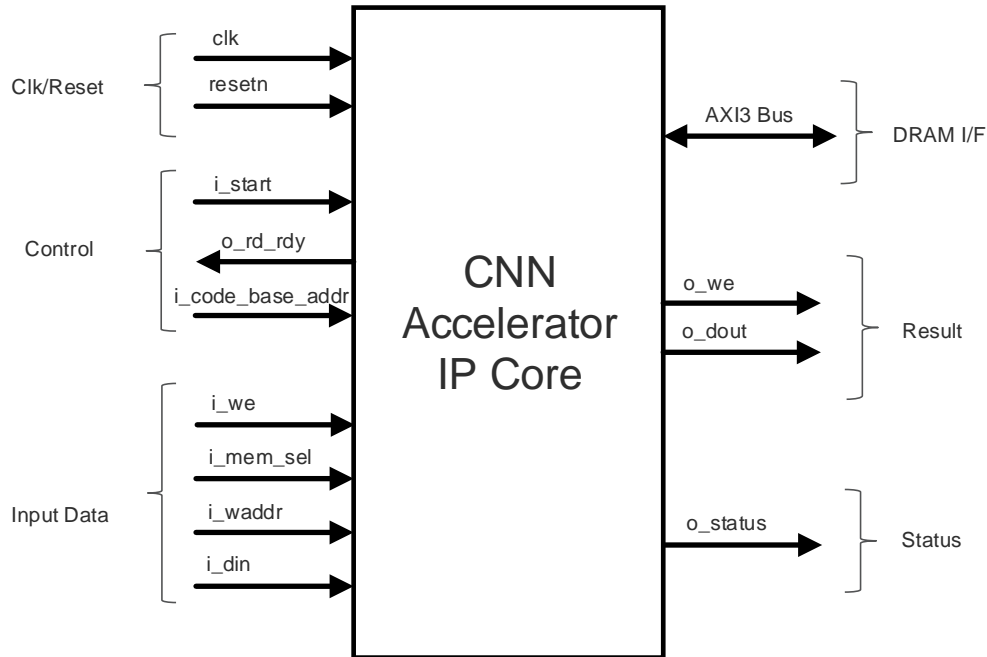 Clk/Reset
clk
resetn
Control
i_start
o_rd_rdy
i_code_base_addr
Input Data
i_we
i_mem_sel
i_waddr
i_din
CNN
Accelerator
IP Core
AXI3 Bus
DRAM I/F
o_we
o_dout
Result
o_status
Status